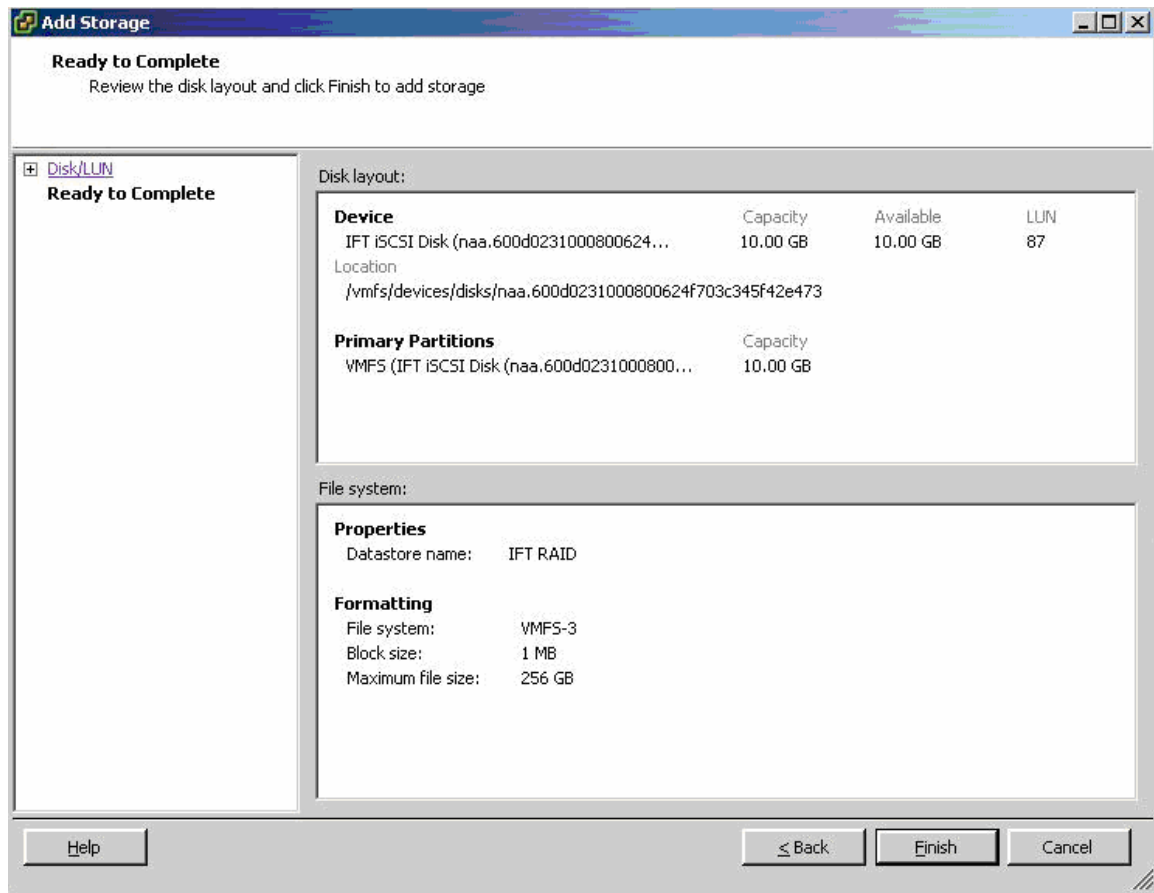 Add Storage
Ready to Complete
Review the disk layout and click Finish to add storage
Disk/LUN
Ready to Complete
Disk layout:
Device Capacity Available LUN
IFT iSCSI Disk (naa.600d0231000800624... 10.00 GB 10.00 GB 87
Location
/vmfs/devices/disks/naa.600d0231000800624f703c345f42e473
Primary Partitions Capacity
VMFS (IFT iSCSI Disk (naa.600d0231000800... 10.00 GB
File system:
Properties
Datastore name: IFT RAID
Formatting
File system: VMFS-3
Block size: 1 MB
Maximum file size: 256 GB
Help < Back Finish Cancel